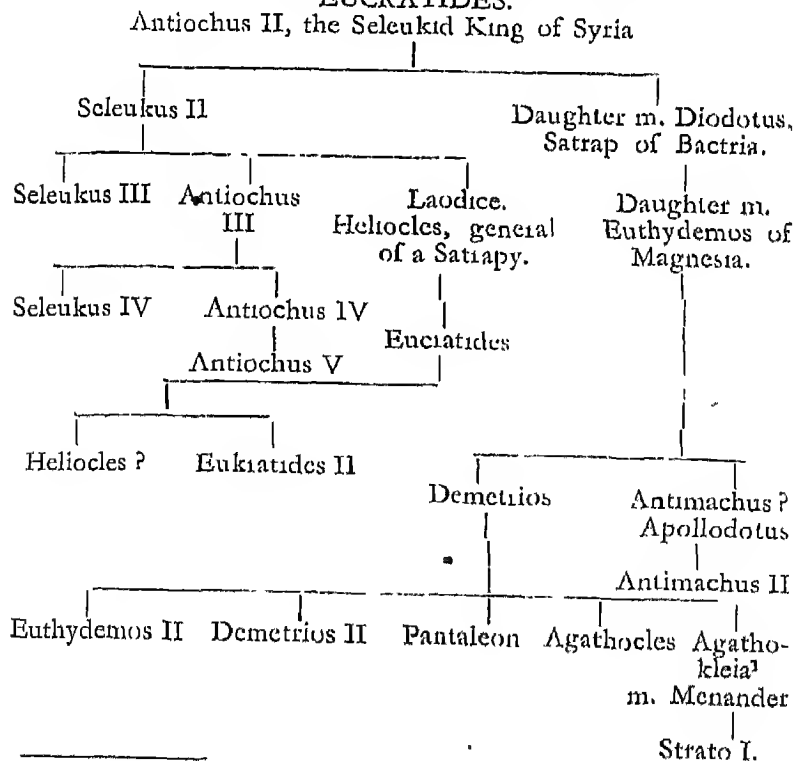 EUCRATIDES.
Antiochus II, the Seleukid King of Syria
Seleukus II
Daughter m. Diodotus,
Satrap of Bactria.
Seleukus III
Antiochus
III
Laodice.
Heliocles, general
of a Satrapy.
Daughter m.
Euthydemos of
Magnesia.
Seleukus IV
Antiochus IV
Eucratides
Antiochus V
Heliocles ?
Eukratides II
Demetrios
Antimachus ?
Apollodotus
Antimachus II
Euthydemos II
Demetrios II
Pantaleon
Agathocles
Agatho-
kleia¹
m. Menander
Strato I.